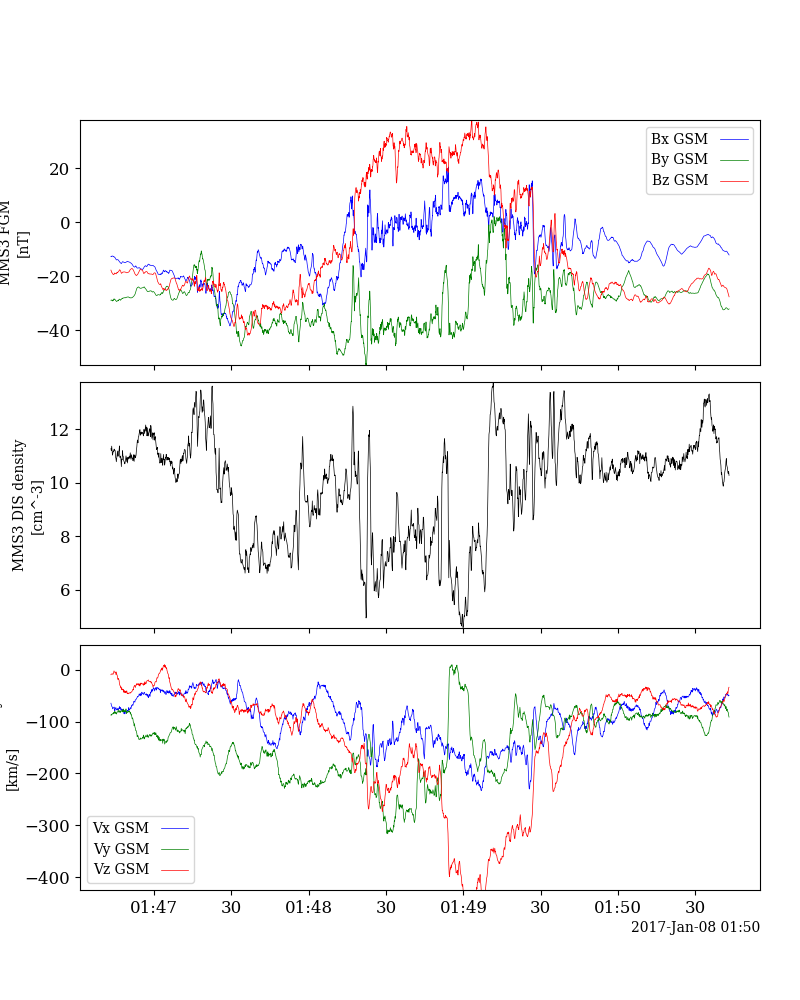 MMS3 FGM
[nT]
20
0
−20
−40
Bx GSM
By GSM
Bz GSM
MMS3 DIS density
[cm^-3]
12
10
8
6
[km/s]
0
−100
−200
−300
−400
Vx GSM
Vy GSM
Vz GSM
01:47 30 01:48 30 01:49 30 01:50 30
2017-Jan-08 01:50